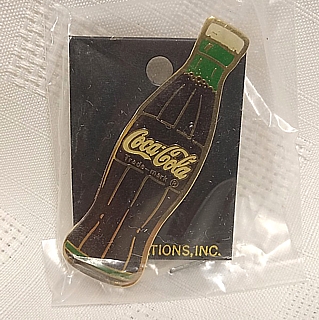 Coca-Cola
Trade-mark ®
TIONS, INC.